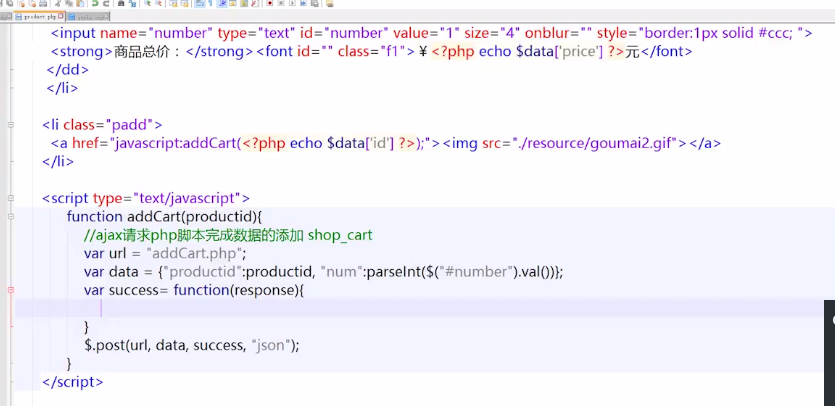 product.php
<input name="number" type="text" id="number" value="1" size="4" onblur="" style="border:1px solid #ccc; ">
<strong>商品总价：</strong><font id="" class="f1">￥<?php echo $data['price'] ?>元</font>
</dd>
</li>
<li class="padd">
<a href="javascript:addCart(<?php echo $data['id'] ?>);"><img src="./resource/goumai2.gif"></a>
</li>
<script type="text/javascript">
function addCart(productid){
//ajax请求php脚本完成数据的添加 shop_cart
var url = "addCart.php";
var data = {"productid":productid, "num":parseInt($("#number").val())};
var success= function(response){
}
$.post(url, data, success, "json");
}
</script>